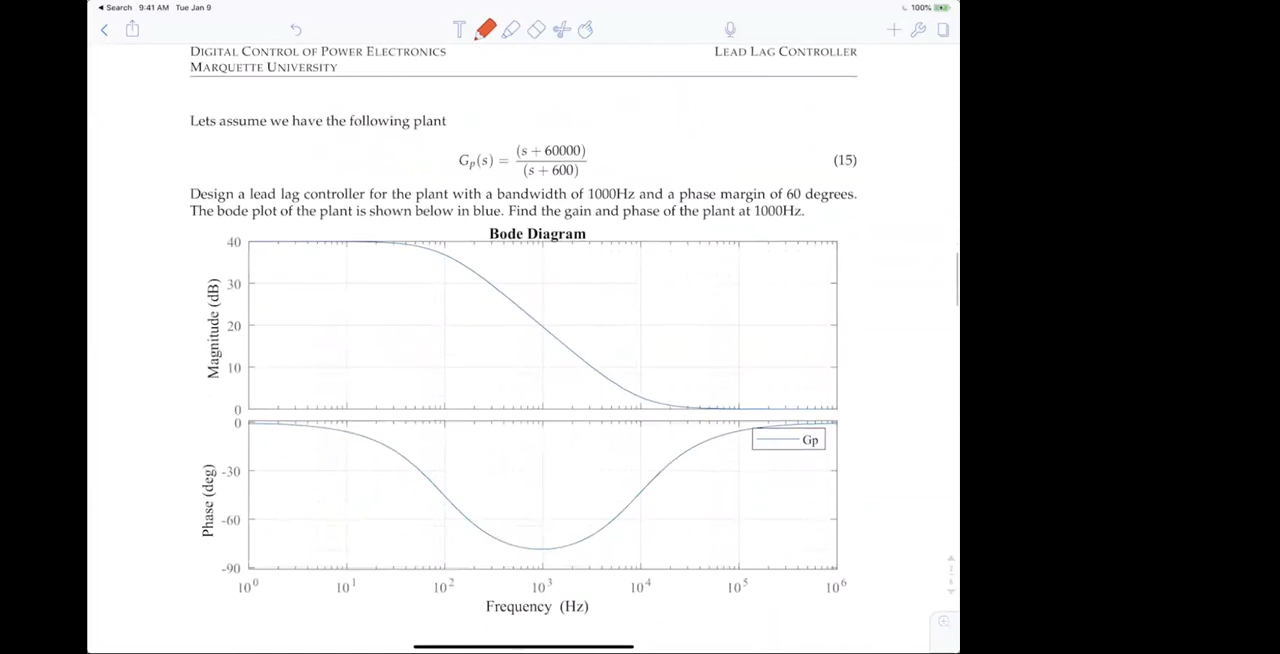 Search 9:41 AM Tue Jan 9 100%
DIGITAL CONTROL OF POWER ELECTRONICS LEAD LAG CONTROLLER
MARQUETTE UNIVERSITY
Lets assume we have the following plant
Gp(s) = (s + 60000) / (s + 600) (15)
Design a lead lag controller for the plant with a bandwidth of 1000Hz and a phase margin of 60 degrees.
The bode plot of the plant is shown below in blue. Find the gain and phase of the plant at 1000Hz.
Bode Diagram
Magnitude (dB)
40
30
20
10
0
Phase (deg)
0
-30
-60
-90
Gp
10^0 10^1 10^2 10^3 10^4 10^5 10^6
Frequency (Hz)